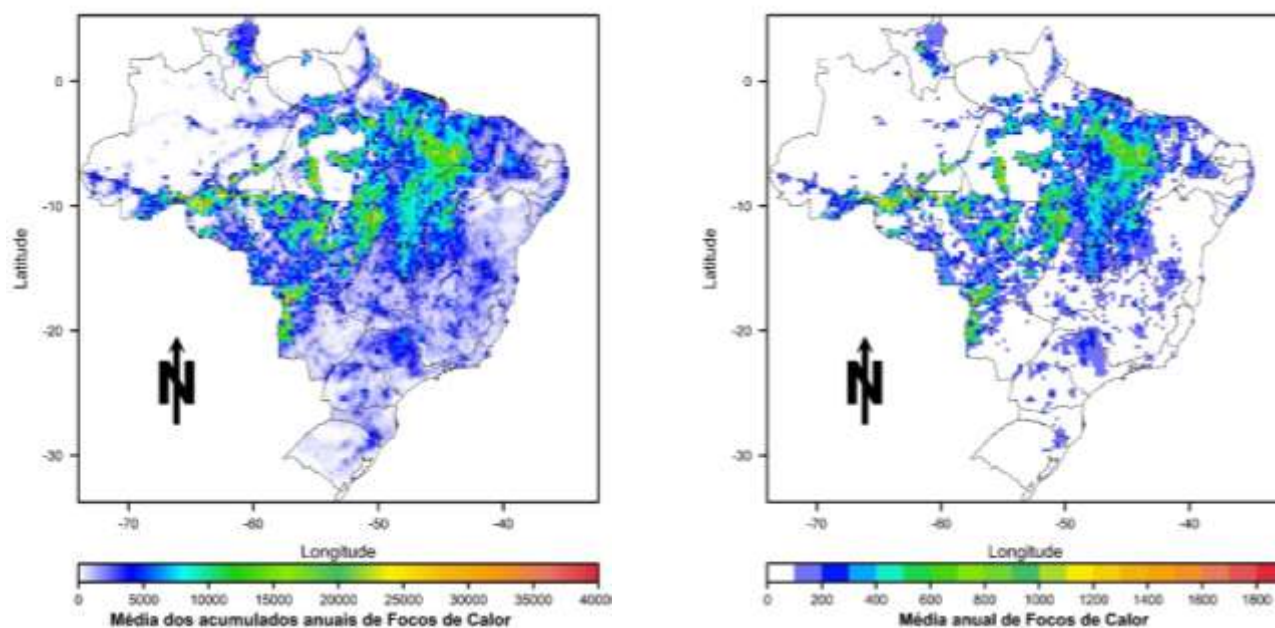 0
-10
-20
-30
Latitude
N
-70 -60 -50 -40
Longitude
0 5000 10000 15000 20000 25000 30000 35000 4000
Média dos acumulados anuais de Focos de Calor
0
-10
-20
-30
Latitude
N
-70 -60 -50 -40
Longitude
0 200 400 600 800 1000 1200 1400 1600 1800
Média anual de Focos de Calor